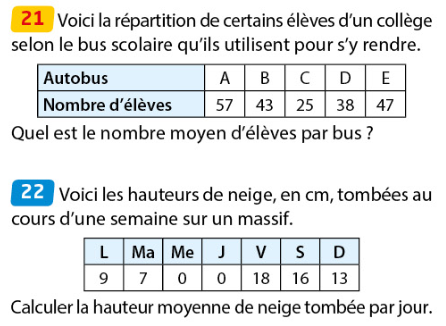 21 Voici la répartition de certains élèves d'un collège
selon le bus scolaire qu'ils utilisent pour s'y rendre.
Autobus A B C D E
Nombre d'élèves 57 43 25 38 47
Quel est le nombre moyen d'élèves par bus ?
22 Voici les hauteurs de neige, en cm, tombées au
cours d'une semaine sur un massif.
L Ma Me J V S D
9 7 0 0 18 16 13
Calculer la hauteur moyenne de neige tombée par jour.